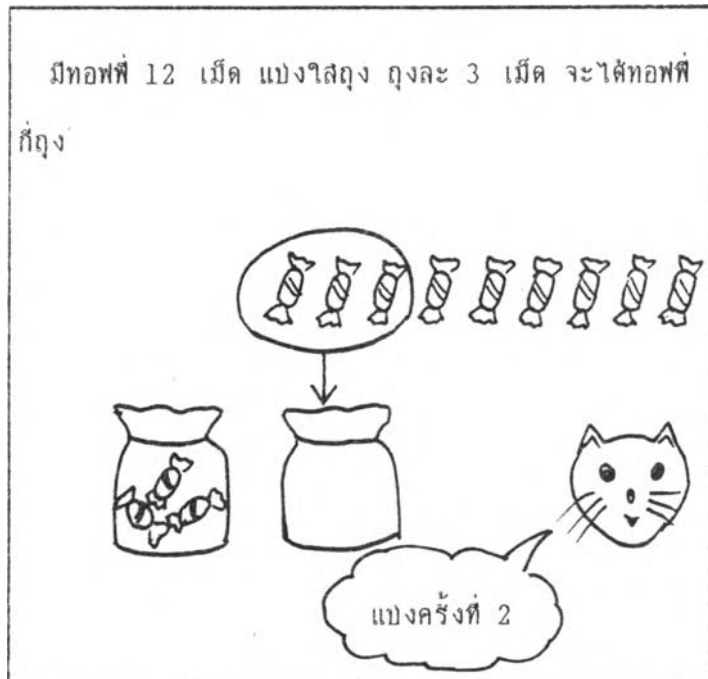 มีทอฟฟี่ 12 เม็ด แบ่งใส่ถุง ถุงละ 3 เม็ด จะได้ทอฟฟี่
กี่ถุง
แบ่งครั้งที่ 2